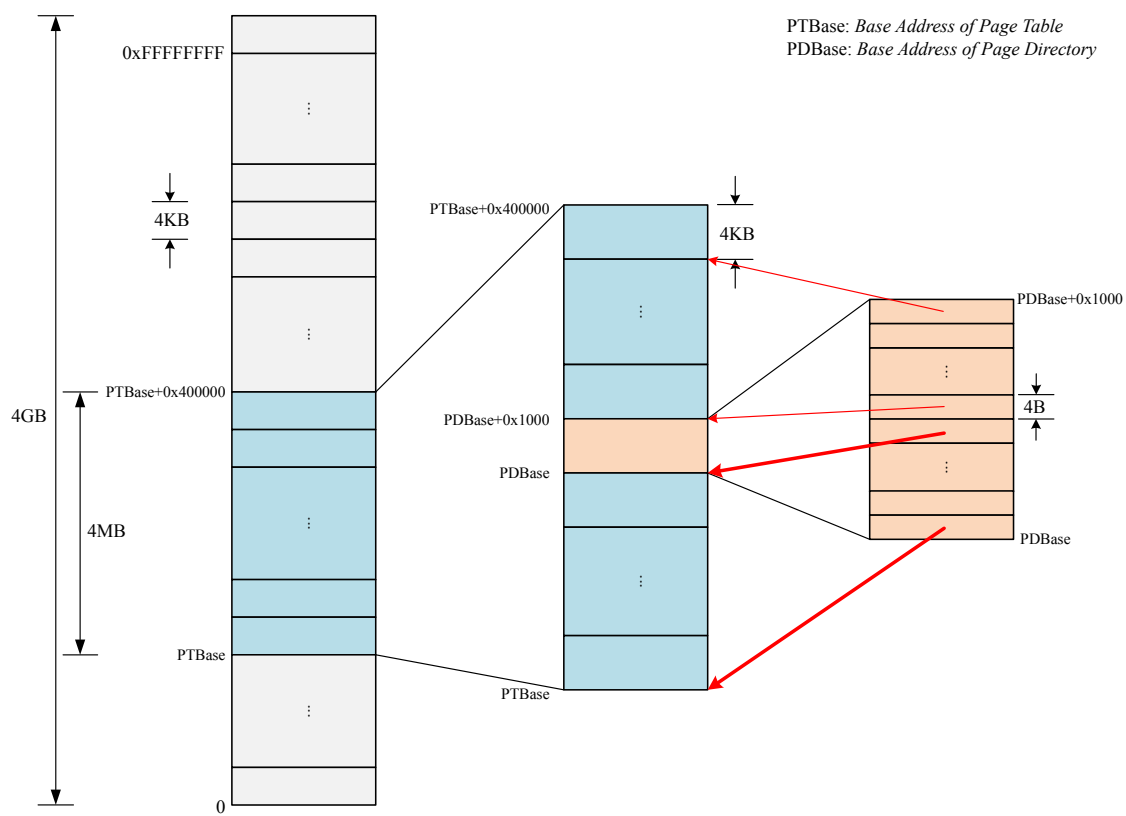 PTBase: Base Address of Page Table
PDBase: Base Address of Page Directory
0xFFFFFFFF
⋮
4KB
⋮
PTBase+0x400000
4GB
4MB
⋮
PTBase
⋮
0
PTBase+0x400000
4KB
⋮
PDBase+0x1000
PDBase
⋮
PTBase
PDBase+0x1000
⋮
4B
⋮
PDBase